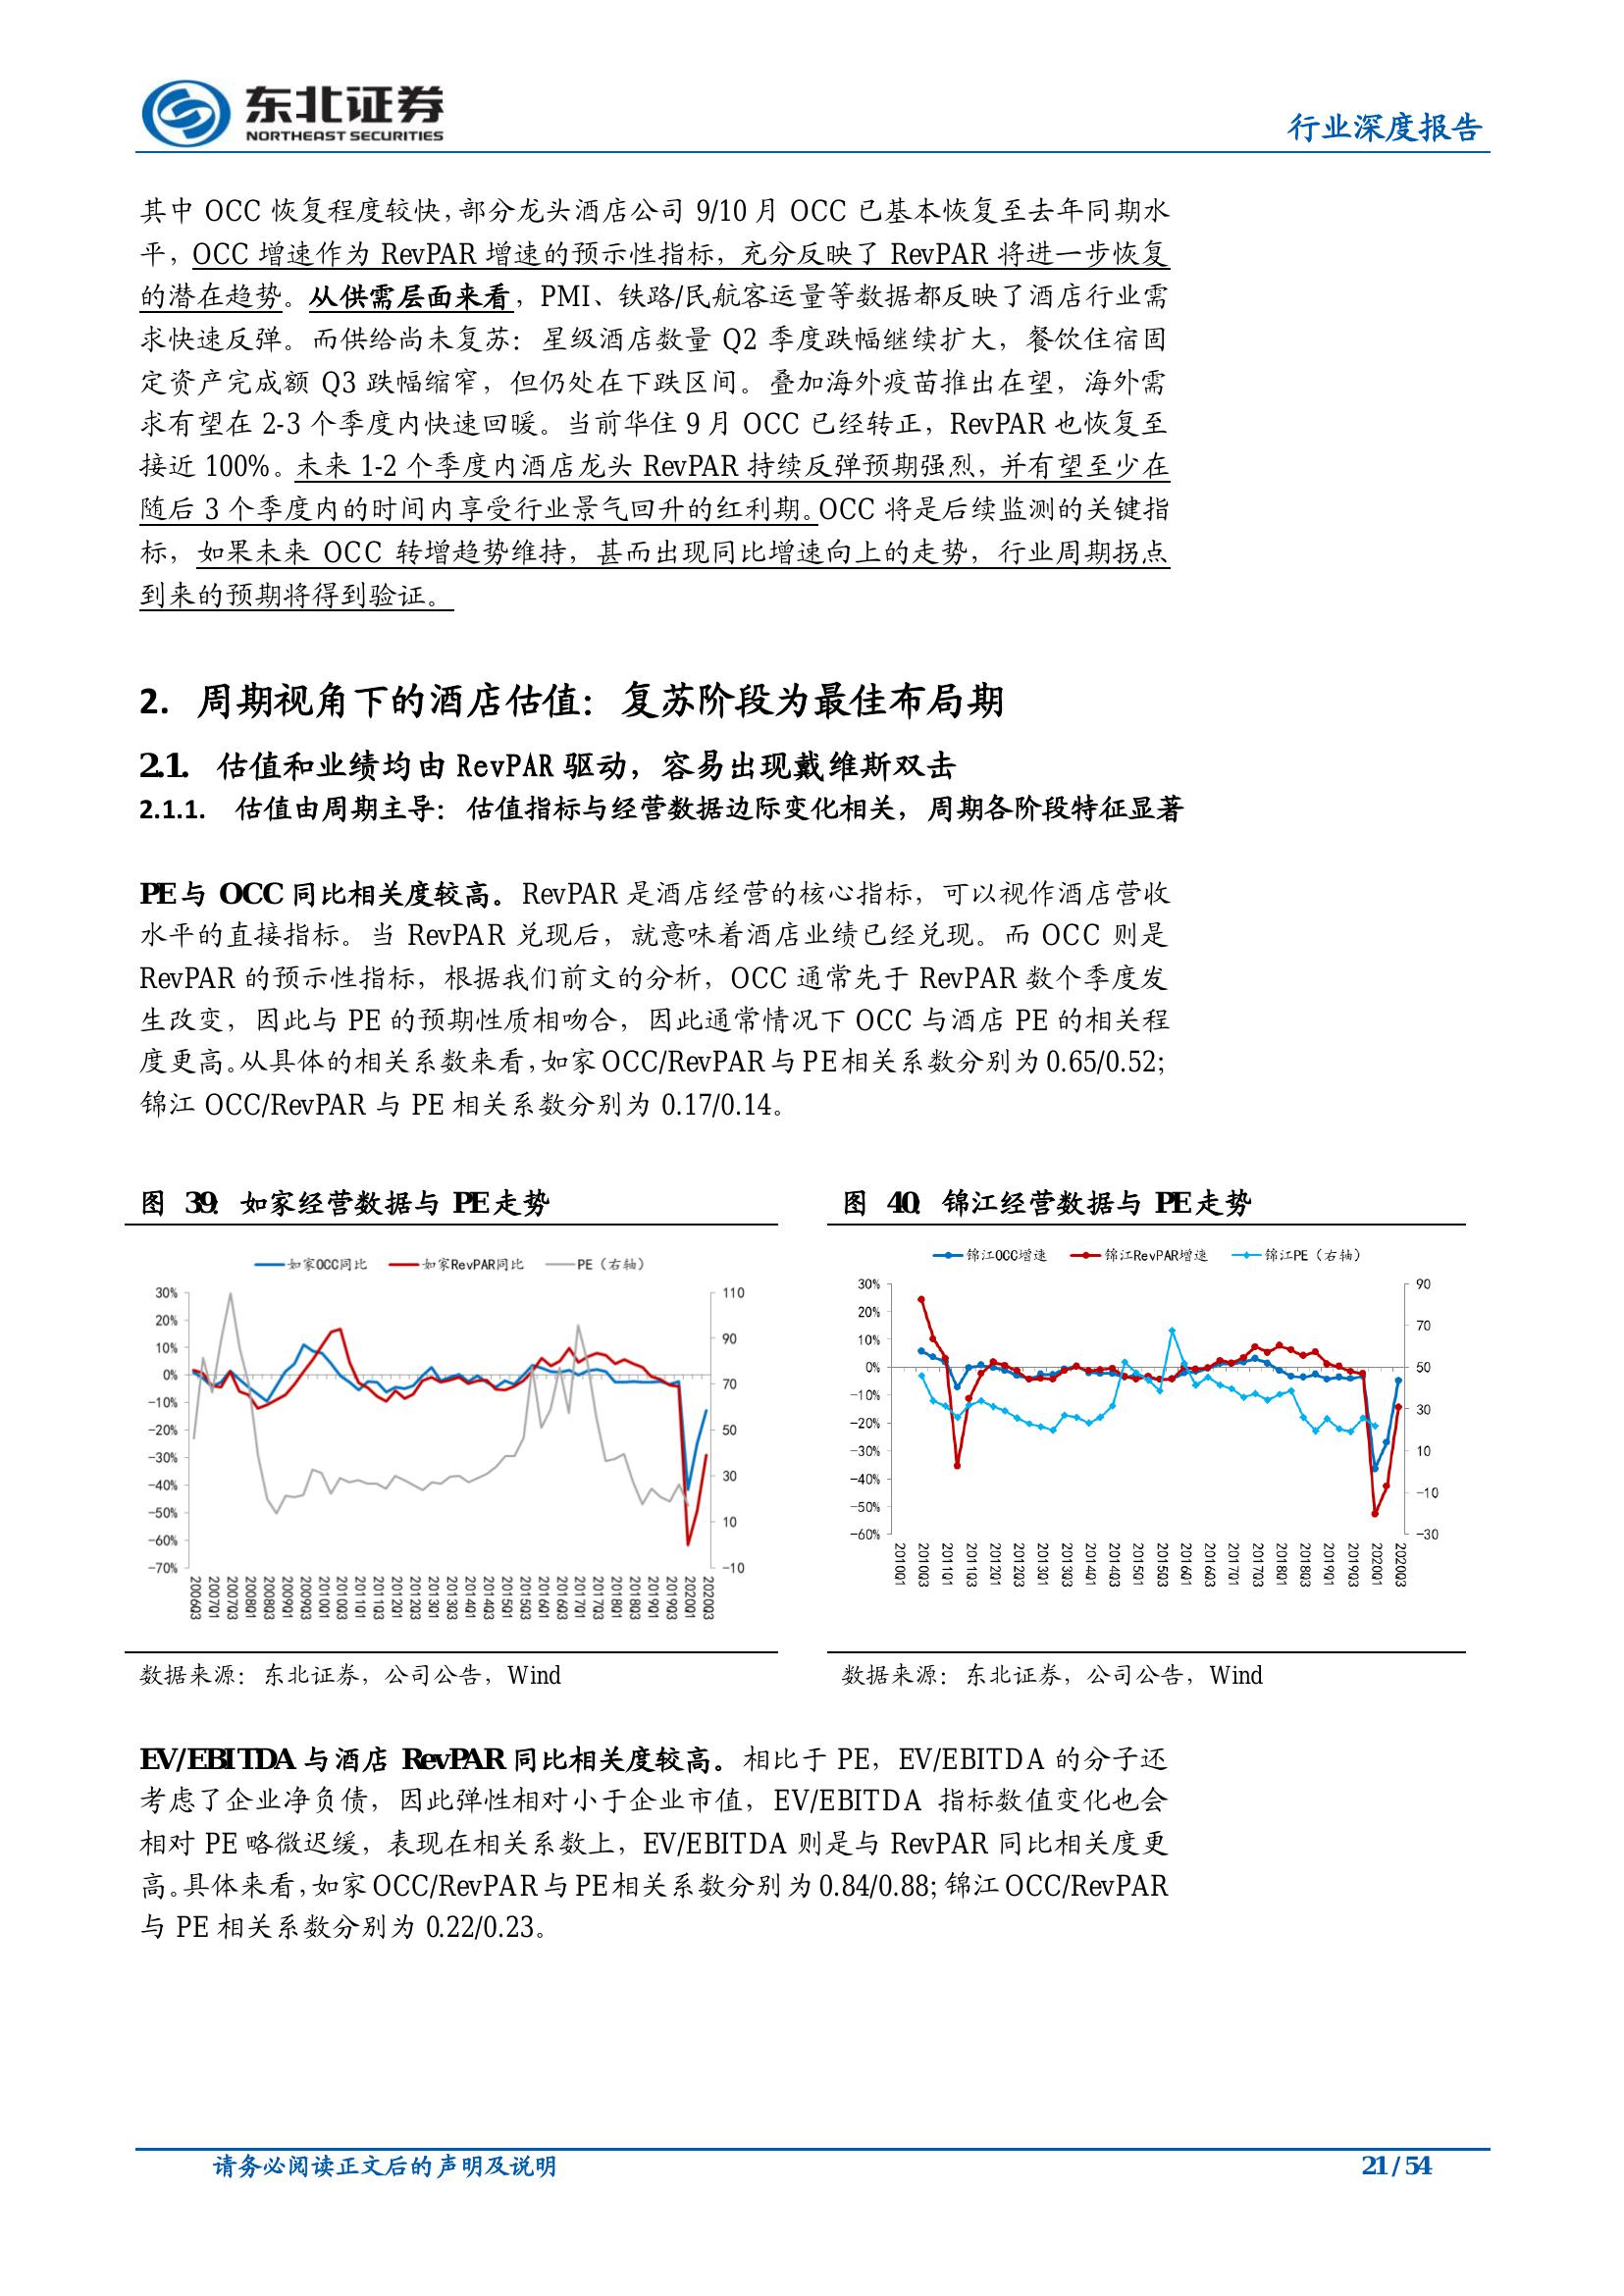 东北证券
NORTHEAST SECURITIES
行业深度报告
其中 OCC 恢复程度较快，部分龙头酒店公司 9/10 月 OCC 已基本恢复至去年同期水
平，OCC 增速作为 RevPAR 增速的预示性指标，充分反映了 RevPAR 将进一步恢复
的潜在趋势。从供需层面来看，PMI、铁路/民航客运量等数据都反映了酒店行业需
求快速反弹。而供给尚未复苏：星级酒店数量 Q2 季度跌幅继续扩大，餐饮住宿固
定资产完成额 Q3 跌幅缩窄，但仍处在下跌区间。叠加海外疫苗推出在望，海外需
求有望在 2-3 个季度内快速回暖。当前华住 9 月 OCC 已经转正，RevPAR 也恢复至
接近 100%。未来 1-2 个季度内酒店龙头 RevPAR 持续反弹预期强烈，并有望至少在
随后 3 个季度内的时间内享受行业景气回升的红利期。OCC 将是后续监测的关键指
标，如果未来 OCC 转增趋势维持，甚而出现同比增速向上的走势，行业周期拐点
到来的预期将得到验证。
2. 周期视角下的酒店估值：复苏阶段为最佳布局期
2.1. 估值和业绩均由 RevPAR 驱动，容易出现戴维斯双击
2.1.1. 估值由周期主导：估值指标与经营数据边际变化相关，周期各阶段特征显著
PE 与 OCC 同比相关度较高。RevPAR 是酒店经营的核心指标，可以视作酒店营收
水平的直接指标。当 RevPAR 兑现后，就意味着酒店业绩已经兑现。而 OCC 则是
RevPAR 的预示性指标，根据我们前文的分析，OCC 通常先于 RevPAR 数个季度发
生改变，因此与 PE 的预期性质相吻合，因此通常情况下 OCC 与酒店 PE 的相关程
度更高。从具体的相关系数来看，如家 OCC/RevPAR 与 PE 相关系数分别为 0.65/0.52；
锦江 OCC/RevPAR 与 PE 相关系数分别为 0.17/0.14。
图 39：如家经营数据与 PE 走势
如家OCC同比 如家RevPAR同比 PE（右轴）
30%
20%
10%
0%
-10%
-20%
-30%
-40%
-50%
-60%
-70%
110
90
70
50
30
10
-10
2006Q3 2007Q1 2007Q3 2008Q1 2008Q3 2009Q1 2009Q3 2010Q1 2010Q3 2011Q1 2011Q3 2012Q1 2012Q3 2013Q1 2013Q3 2014Q1 2014Q3 2015Q1 2015Q3 2016Q1 2016Q3 2017Q1 2017Q3 2018Q1 2018Q3 2019Q1 2019Q3 2020Q1 2020Q3
数据来源：东北证券，公司公告，Wind
图 40：锦江经营数据与 PE 走势
锦江OCC增速 锦江RevPAR增速 锦江PE（右轴）
30%
20%
10%
0%
-10%
-20%
-30%
-40%
-50%
-60%
90
70
50
30
10
-10
-30
2010Q1 2010Q3 2011Q1 2011Q3 2012Q1 2012Q3 2013Q1 2013Q3 2014Q1 2014Q3 2015Q1 2015Q3 2016Q1 2016Q3 2017Q1 2017Q3 2018Q1 2018Q3 2019Q1 2019Q3 2020Q1 2020Q3
数据来源：东北证券，公司公告，Wind
EV/EBITDA 与酒店 RevPAR 同比相关度较高。相比于 PE，EV/EBITDA 的分子还
考虑了企业净负债，因此弹性相对小于企业市值，EV/EBITDA 指标数值变化也会
相对 PE 略微迟缓，表现在相关系数上，EV/EBITDA 则是与 RevPAR 同比相关度更
高。具体来看，如家 OCC/RevPAR 与 PE 相关系数分别为 0.84/0.88；锦江 OCC/RevPAR
与 PE 相关系数分别为 0.22/0.23。
请务必阅读正文后的声明及说明
21 / 54